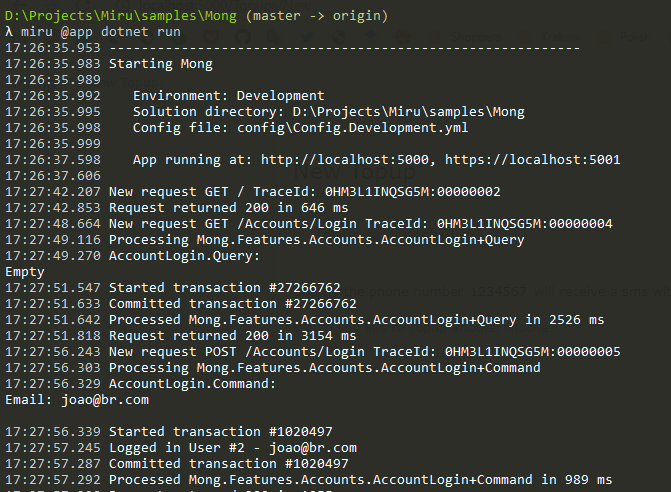 D:\Projects\Miru\samples\Mong (master -> origin)
λ miru @app dotnet run
17:26:35.953 ---------------------------------------------------------
17:26:35.983 Starting Mong
17:26:35.989
17:26:35.992    Environment: Development
17:26:35.995    Solution directory: D:\Projects\Miru\samples\Mong
17:26:35.998    Config file: config\Config.Development.yml
17:26:35.999
17:26:37.598    App running at: http://localhost:5000, https://localhost:5001
17:26:37.606
17:27:42.207 New request GET / TraceId: 0HM3L1INQSG5M:00000002
17:27:42.853 Request returned 200 in 646 ms
17:27:48.664 New request GET /Accounts/Login TraceId: 0HM3L1INQSG5M:00000004
17:27:49.116 Processing Mong.Features.Accounts.AccountLogin+Query
17:27:49.270 AccountLogin.Query:
Empty
17:27:51.547 Started transaction #27266762
17:27:51.633 Committed transaction #27266762
17:27:51.642 Processed Mong.Features.Accounts.AccountLogin+Query in 2526 ms
17:27:51.818 Request returned 200 in 3154 ms
17:27:56.243 New request POST /Accounts/Login TraceId: 0HM3L1INQSG5M:00000005
17:27:56.303 Processing Mong.Features.Accounts.AccountLogin+Command
17:27:56.329 AccountLogin.Command:
Email: joao@br.com
17:27:56.339 Started transaction #1020497
17:27:57.245 Logged in User #2 - joao@br.com
17:27:57.287 Committed transaction #1020497
17:27:57.292 Processed Mong.Features.Accounts.AccountLogin+Command in 989 ms